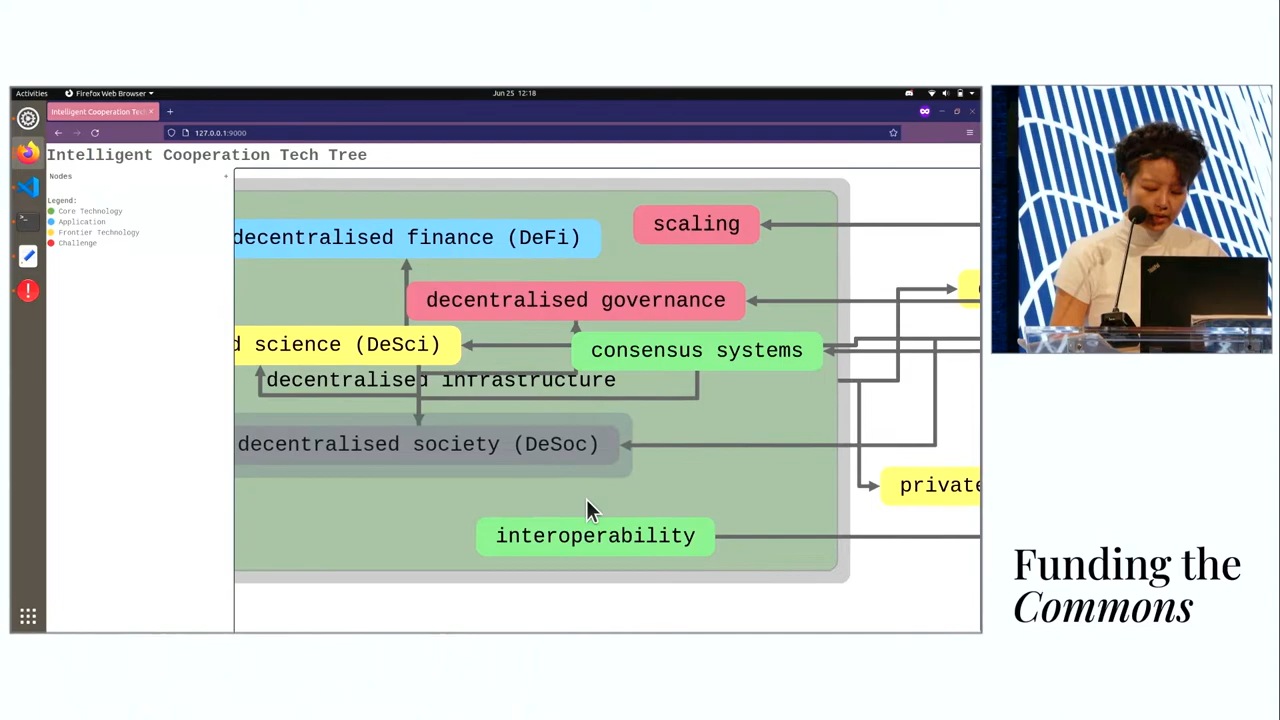 Activities
Firefox Web Browser
Jun 25 12:18
Intelligent Cooperation Tec
127.0.0.1:9000
Intelligent Cooperation Tech Tree
Nodes
+
Legend:
Core Technology
Application
Frontier Technology
Challenge
decentralised finance (DeFi)
scaling
decentralised governance
d science (DeSci)
consensus systems
decentralised infrastructure
decentralised society (DeSoc)
private
interoperability
ThinkPad
Funding the
Commons